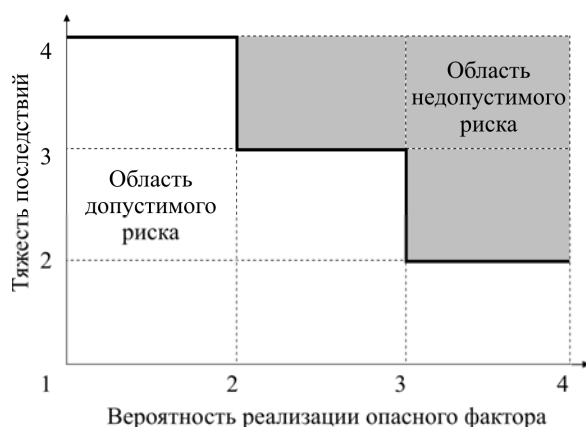 4
Область
недопустимого
риска
3
Область
допустимого
риска
2
1 2 3 4
Тяжесть последствий
Вероятность реализации опасного фактора